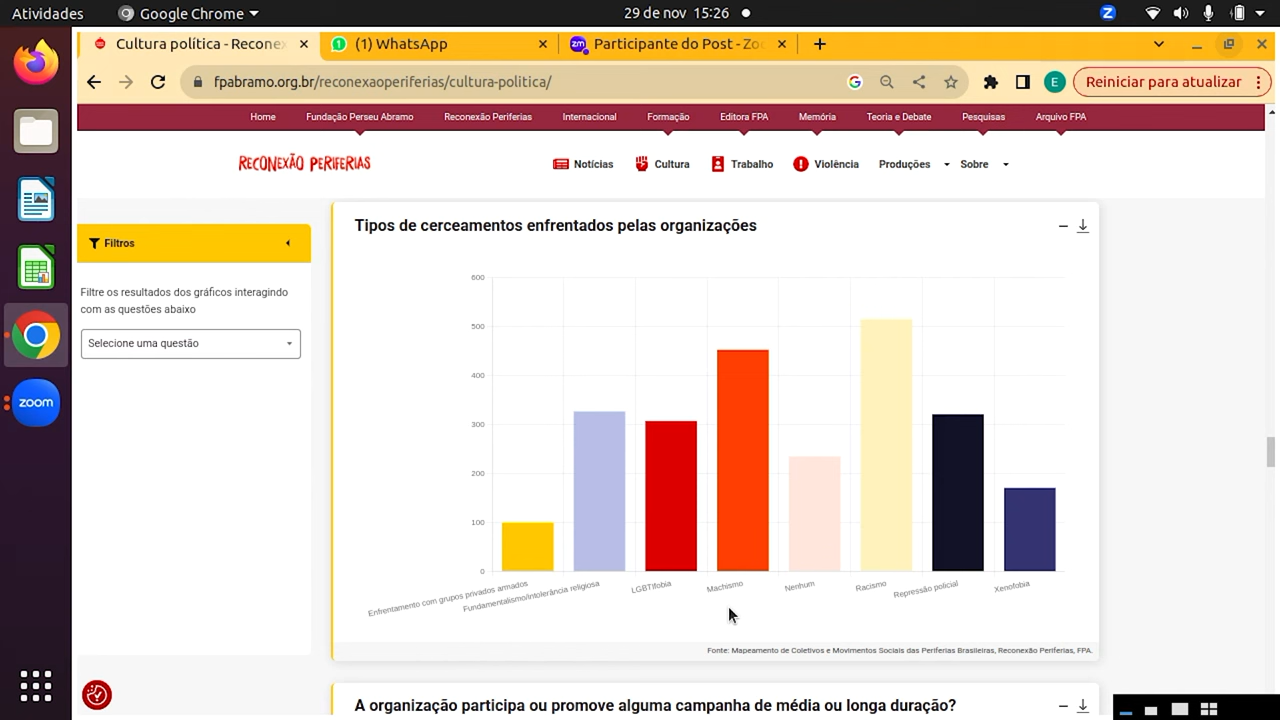 Atividades
Google Chrome
29 de nov 15:26
Cultura política - Reconex
(1) WhatsApp
Participante do Post - Zoo
fpabramo.org.br/reconexaoperiferias/cultura-politica/
E
Reiniciar para atualizar
Home
Fundação Perseu Abramo
Reconexão Periferias
Internacional
Formação
Editora FPA
Memória
Teoria e Debate
Pesquisas
Arquivo FPA
RECONEXÃO PERIFERIAS
Notícias
Cultura
Trabalho
Violência
Produções
Sobre
Filtros
Filtre os resultados dos gráficos interagindo
com as questões abaixo
Selecione uma questão
zoom
Tipos de cerceamentos enfrentados pelas organizações
600
500
400
300
200
100
0
Enfrentamento com grupos privados armados
Fundamentalismo/Intolerância religiosa
LGBTIfobia
Machismo
Nenhum
Racismo
Repressão policial
Xenofobia
Fonte: Mapeamento de Coletivos e Movimentos Sociais das Periferias Brasileiras, Reconexão Periferias, FPA.
A organização participa ou promove alguma campanha de média ou longa duração?